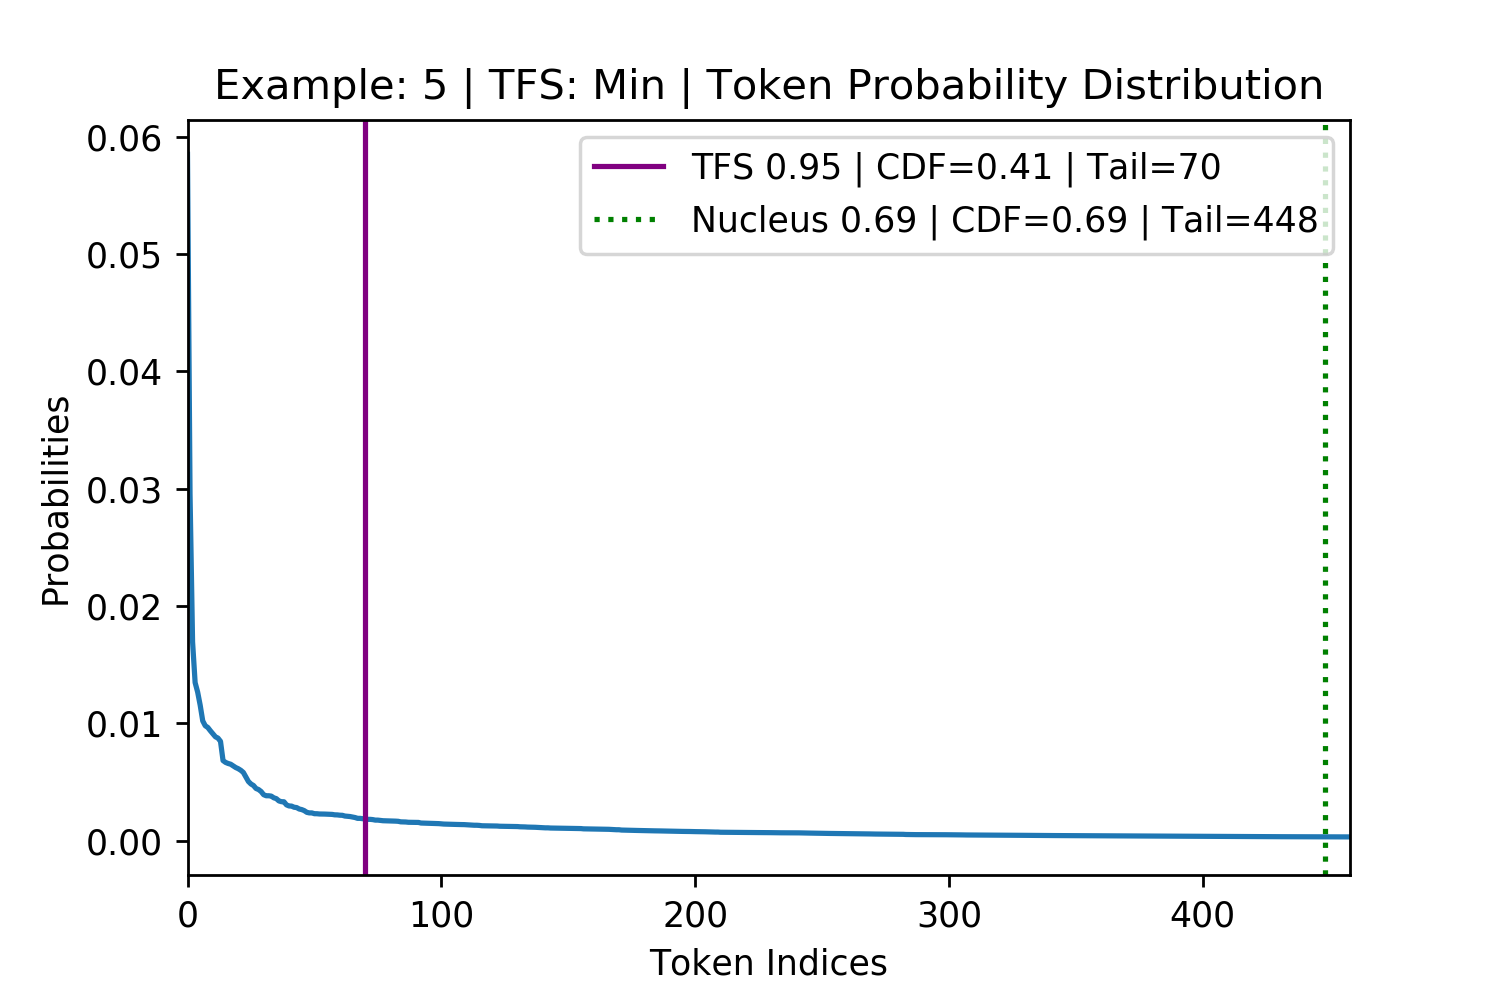 Example: 5 | TFS: Min | Token Probability Distribution
TFS 0.95 | CDF=0.41 | Tail=70
Nucleus 0.69 | CDF=0.69 | Tail=448
0.06
0.05
0.04
0.03
0.02
0.01
0.00
Probabilities
0 100 200 300 400
Token Indices